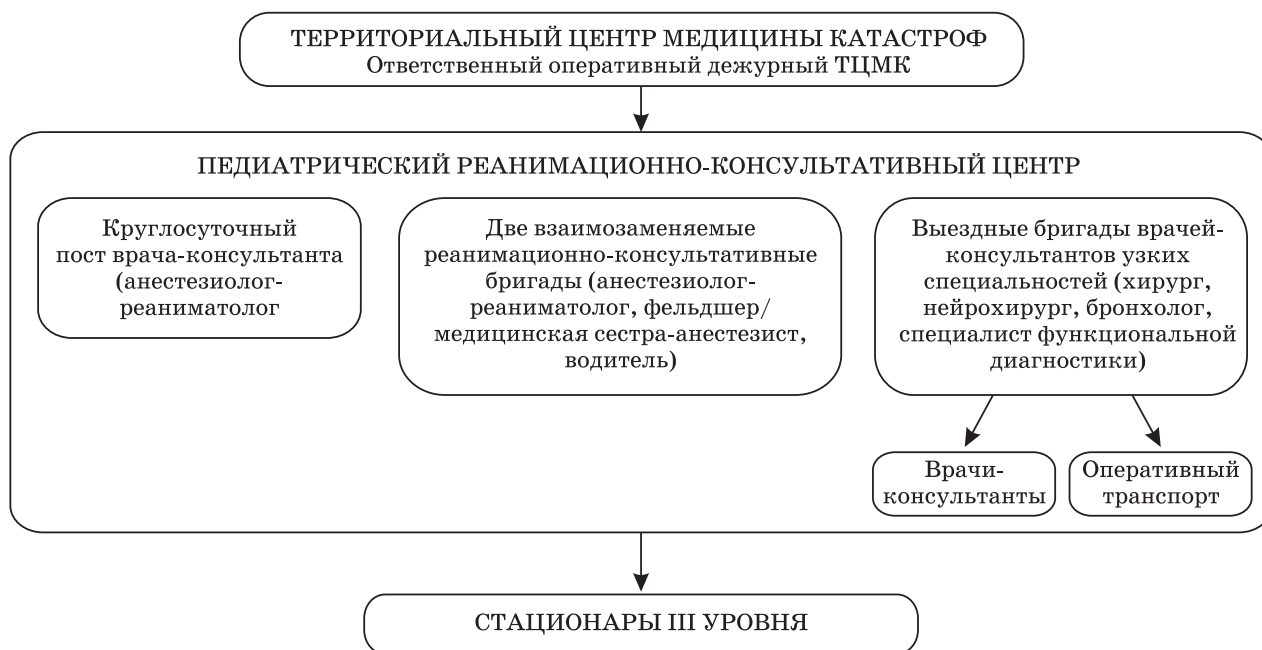 ТЕРРИТОРИАЛЬНЫЙ ЦЕНТР МЕДИЦИНЫ КАТАСТРОФ
Ответственный оперативный дежурный ТЦМК
ПЕДИАТРИЧЕСКИЙ РЕАНИМАЦИОННО-КОНСУЛЬТАТИВНЫЙ ЦЕНТР
Круглосуточный
пост врача-консультанта
(анестезиолог-
реаниматолог
Две взаимозаменяемые
реанимационно-консультативные
бригады (анестезиолог-
реаниматолог, фельдшер/
медицинская сестра-анестезист,
водитель)
Выездные бригады врачей-
консультантов узких
специальностей (хирург,
нейрохирург, бронхолог,
специалист функциональной
диагностики)
Врачи-
консультанты
Оперативный
транспорт
СТАЦИОНАРЫ III УРОВНЯ